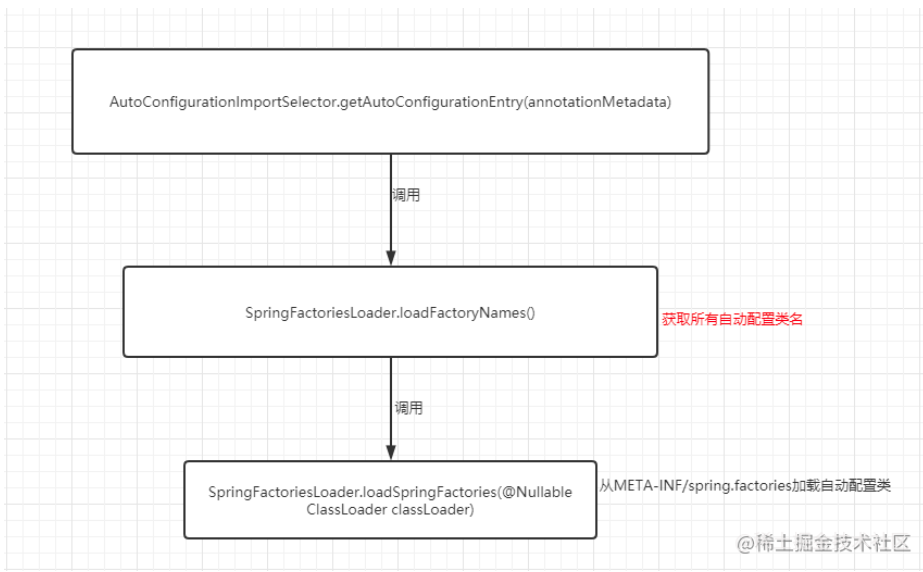 AutoConfigurationImportSelector.getAutoConfigurationEntry(annotationMetadata)
调用
SpringFactoriesLoader.loadFactoryNames()
获取所有自动配置类名
调用
SpringFactoriesLoader.loadSpringFactories(@Nullable
ClassLoader classLoader)
从META-INF/spring.factories加载自动配置类
@稀土掘金技术社区